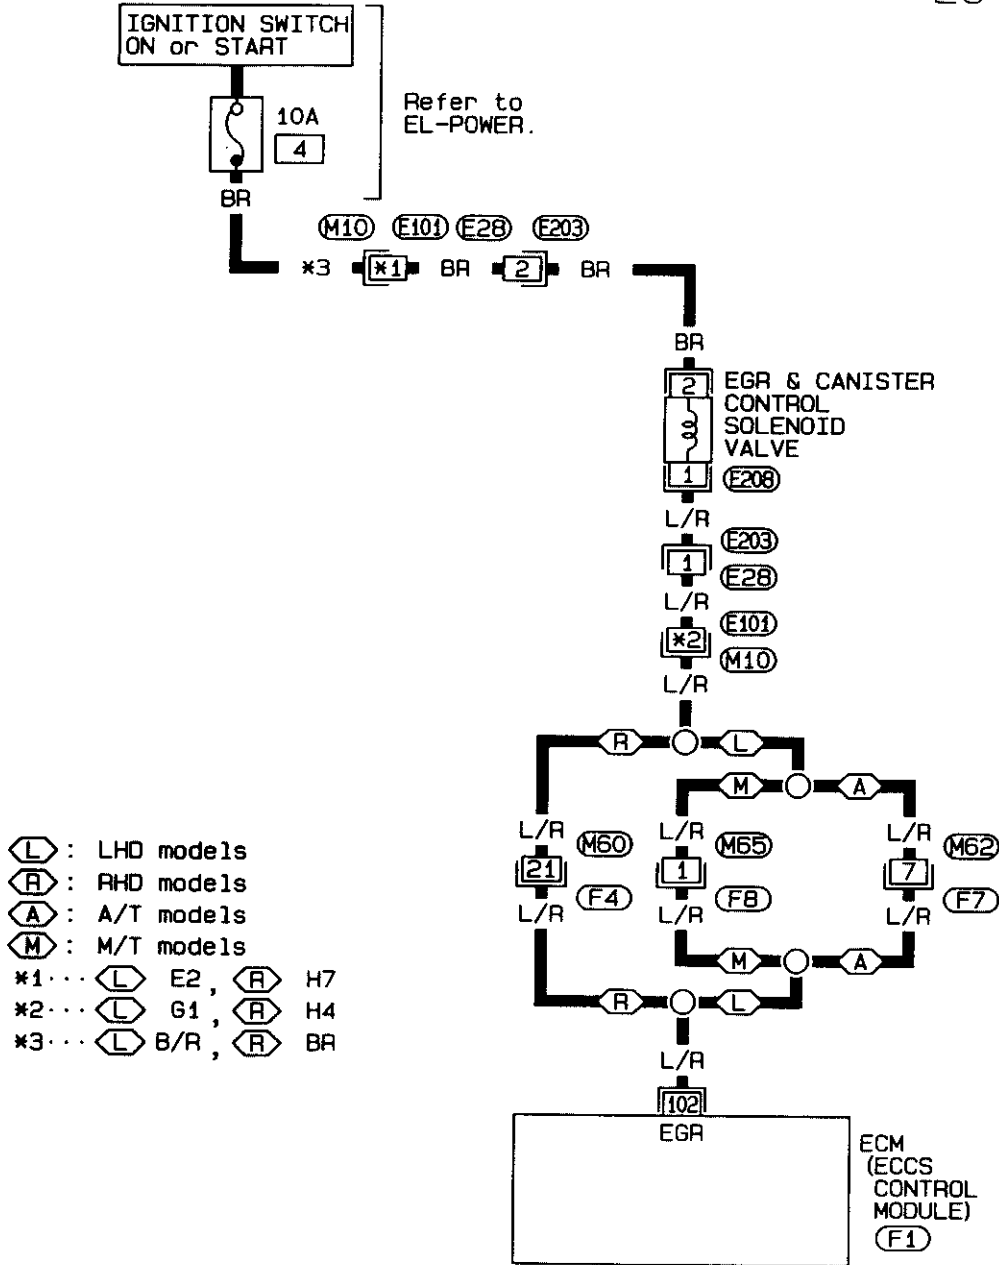 IGNITION SWITCH
ON or START
10A
4
Refer to
EL-POWER.
BR
M10 E101 E28 E203
*3 *1 BR 2 BR
BR
2
EGR & CANISTER
CONTROL
SOLENOID
VALVE
1
E208
L/R
E203
1
E28
L/R
E101
*2
M10
L/R
R L
M A
L/R L/R L/R
M60 M65 M62
21 1 7
F4 F8 F7
L/R L/R L/R
M A
R L
L/R
102
EGR
ECM
(ECCS
CONTROL
MODULE)
F1
L : LHD models
R : RHD models
A : A/T models
M : M/T models
*1··· L E2 , R H7
*2··· L G1 , R H4
*3··· L B/R , R BR